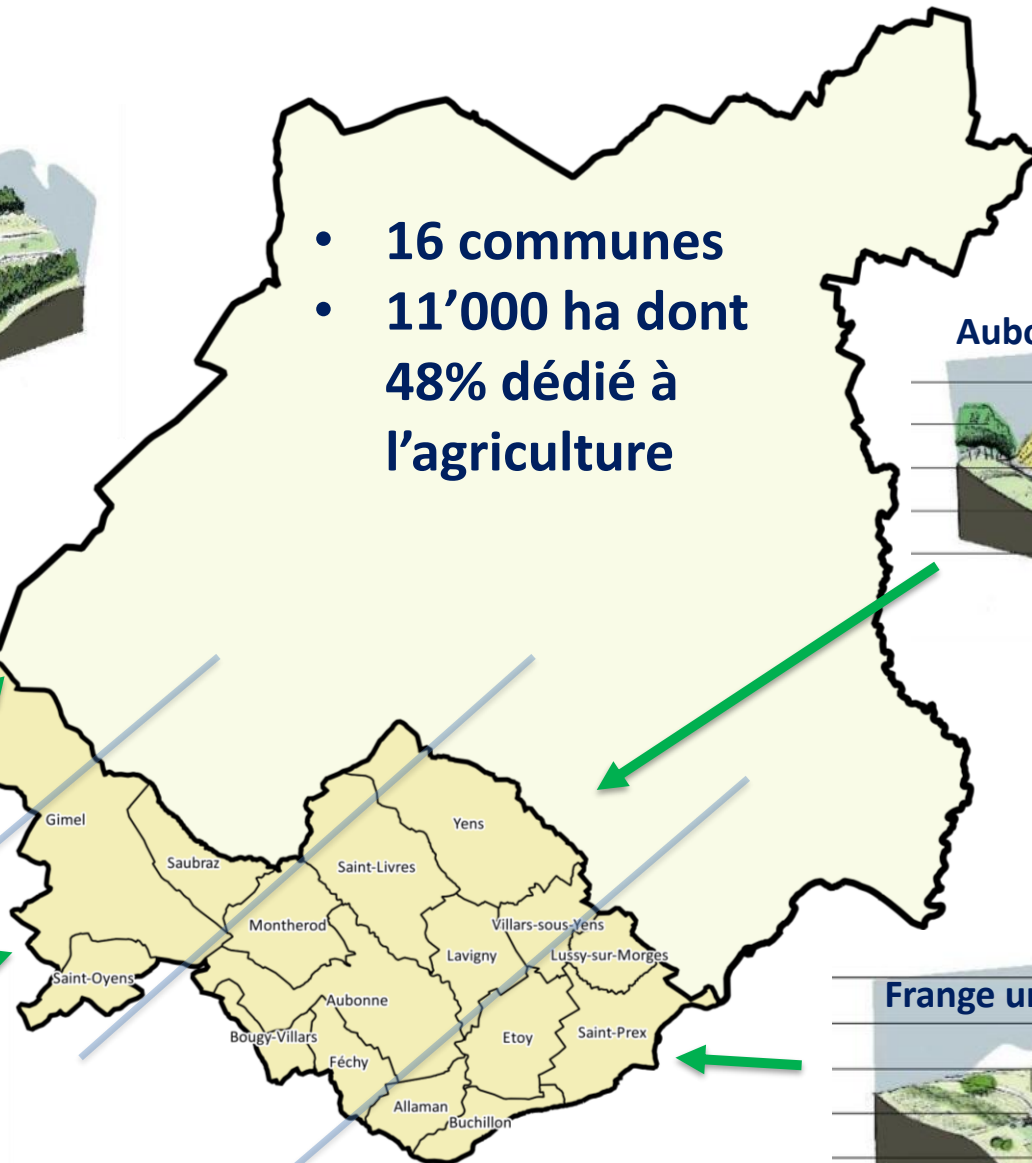 • 16 communes
• 11’000 ha dont
48% dédié à
l’agriculture
Gimel
Yens
Saubraz
Saint-Livres
Montherod
Villars-sous-Yens
Lavigny
Lussy-sur-Morges
Saint-Oyens
Aubonne
Bougy-Villars
Etoy
Saint-Prex
Féchy
Allaman
Buchillon